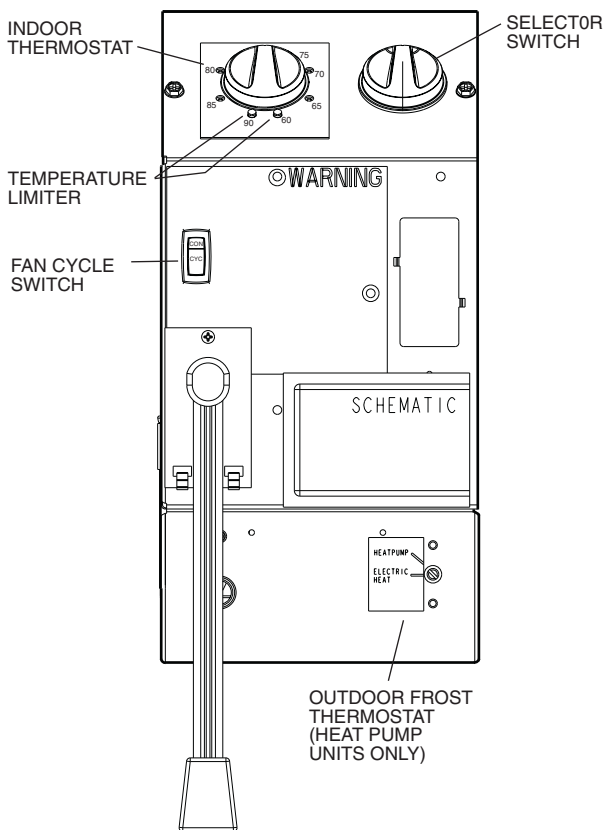 INDOOR
THERMOSTAT
SELECT0R
SWITCH
75
80
70
85
65
90
60
TEMPERATURE
LIMITER
WARNING
CON
CYC
FAN CYCLE
SWITCH
SCHEMATIC
HEATPUMP
ELECTRIC
HEAT
OUTDOOR FROST
THERMOSTAT
(HEAT PUMP
UNITS ONLY)